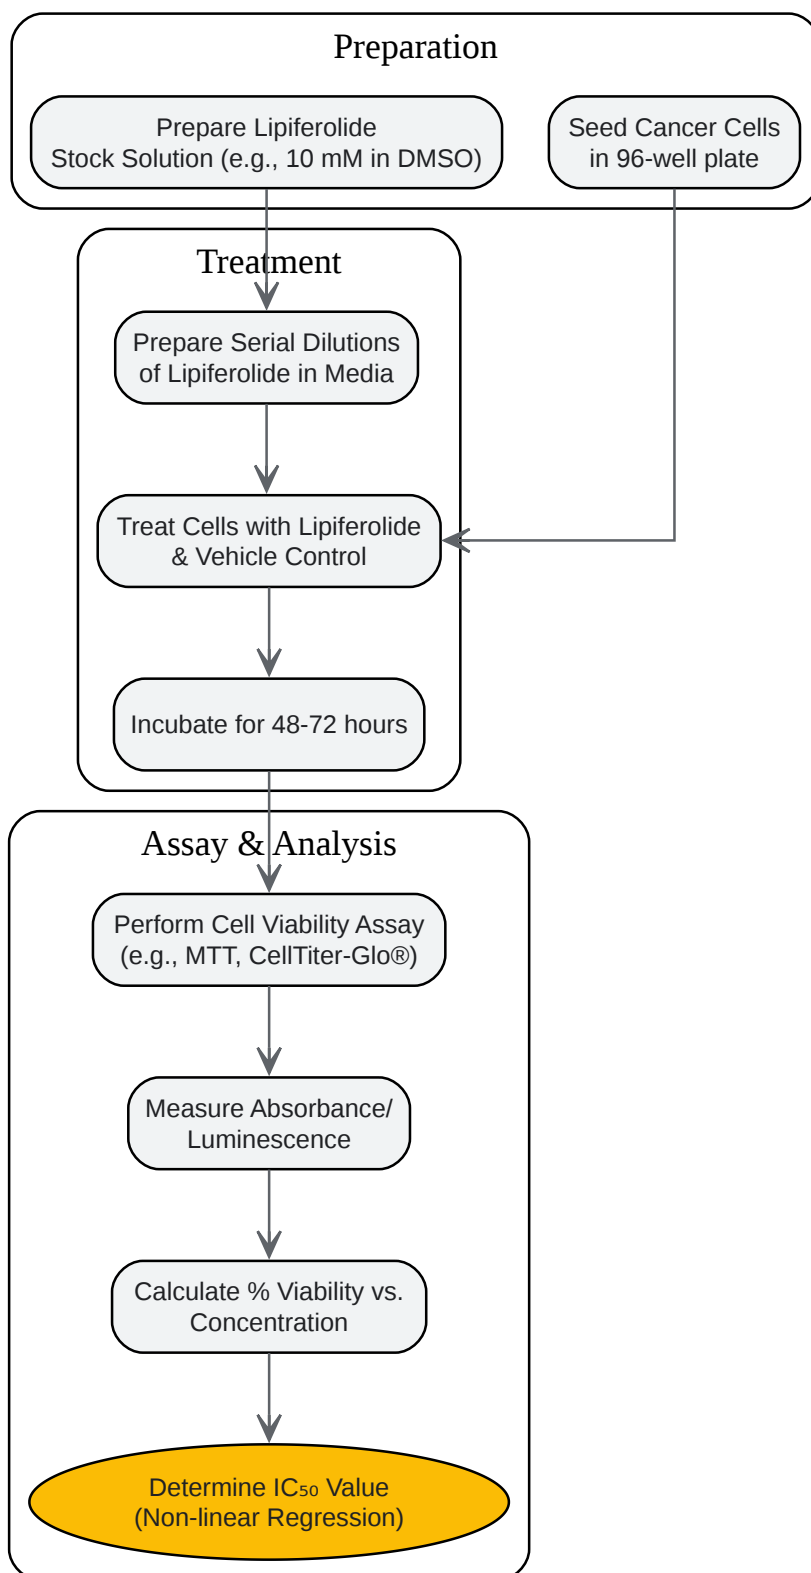 Preparation
Prepare Lipiferolide
Stock Solution (e.g., 10 mM in DMSO)
Seed Cancer Cells
in 96-well plate
Treatment
Prepare Serial Dilutions
of Lipiferolide in Media
Treat Cells with Lipiferolide
& Vehicle Control
Incubate for 48-72 hours
Assay & Analysis
Perform Cell Viability Assay
(e.g., MTT, CellTiter-Glo®)
Measure Absorbance/
Luminescence
Calculate % Viability vs.
Concentration
Determine IC₅₀ Value
(Non-linear Regression)